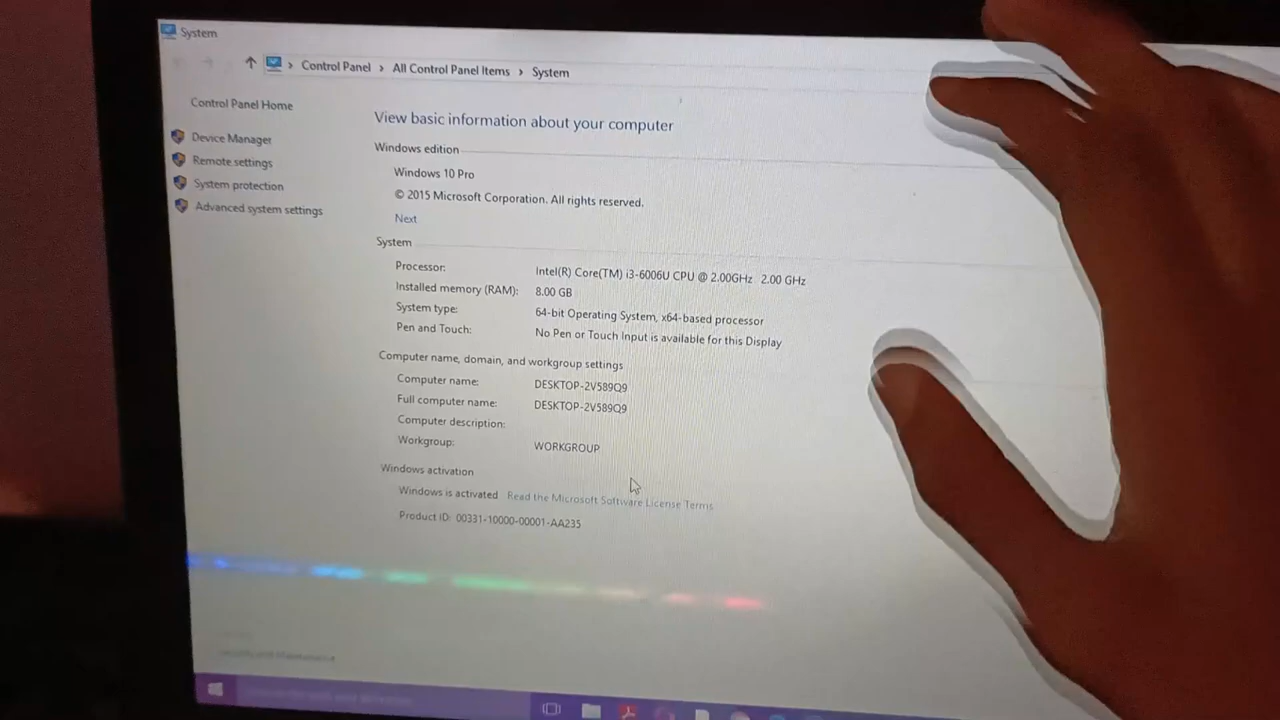 System
Control Panel › All Control Panel Items › System
Control Panel Home
Device Manager
Remote settings
System protection
Advanced system settings
View basic information about your computer
Windows edition
Windows 10 Pro
© 2015 Microsoft Corporation. All rights reserved.
Next
System
Processor: Intel(R) Core(TM) i3-6006U CPU @ 2.00GHz 2.00 GHz
Installed memory (RAM): 8.00 GB
System type: 64-bit Operating System, x64-based processor
Pen and Touch: No Pen or Touch Input is available for this Display
Computer name, domain, and workgroup settings
Computer name: DESKTOP-2V589Q9
Full computer name: DESKTOP-2V589Q9
Computer description:
Workgroup: WORKGROUP
Windows activation
Windows is activated Read the Microsoft Software License Terms
Product ID: 00331-10000-00001-AA235
Security and Maintenance